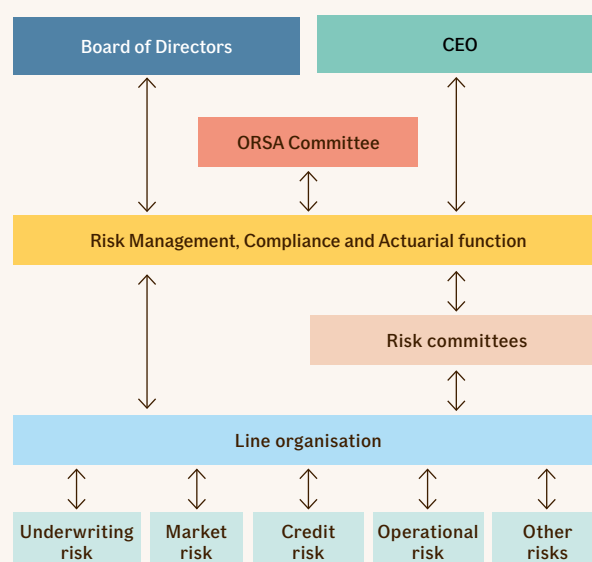 Board of Directors
CEO
ORSA Committee
Risk Management, Compliance and Actuarial function
Risk committees
Line organisation
Underwriting
risk
Market
risk
Credit
risk
Operational
risk
Other
risks